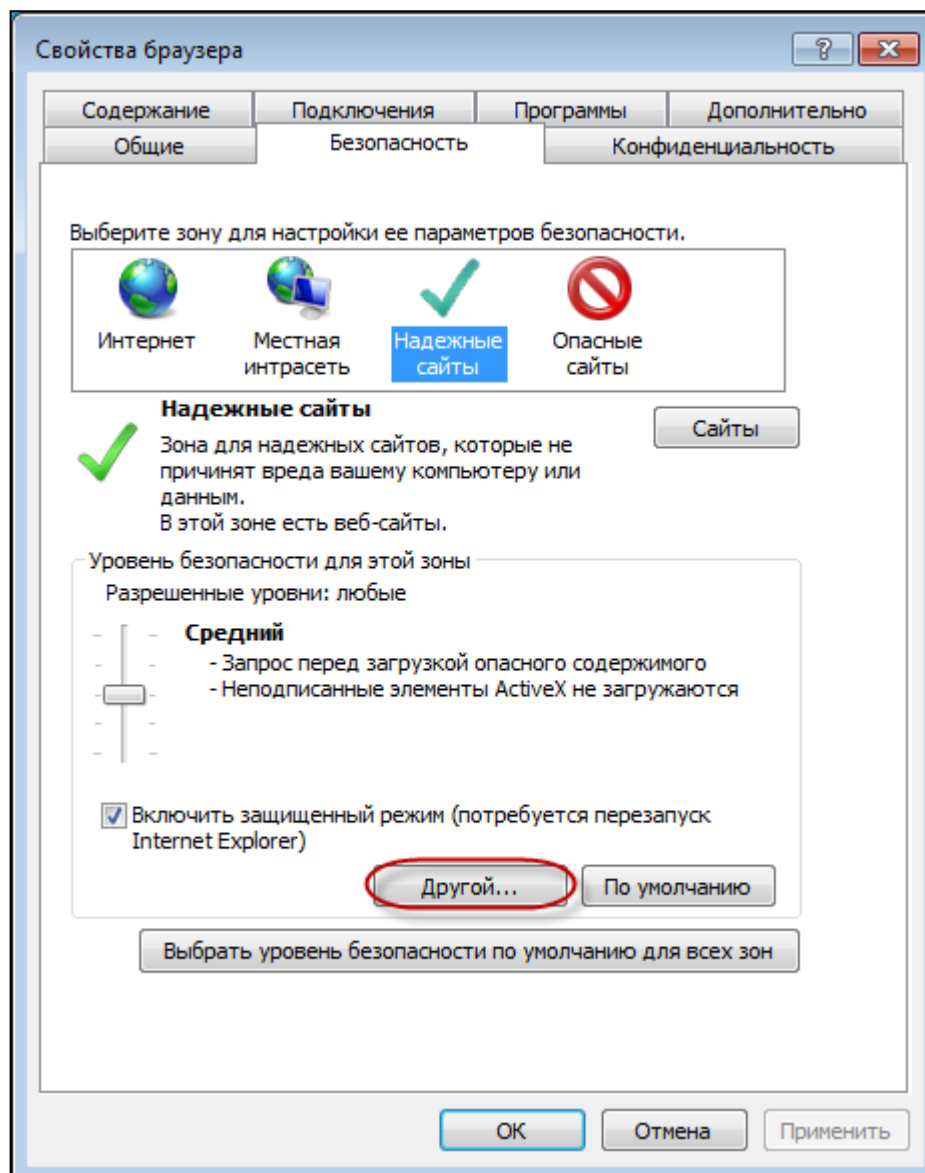 Свойства браузера
Содержание Подключения Программы Дополнительно
Общие Безопасность Конфиденциальность
Выберите зону для настройки ее параметров безопасности.
Интернет
Местная интрасеть
Надежные сайты
Опасные сайты
Надежные сайты
Сайты
Зона для надежных сайтов, которые не
причинят вреда вашему компьютеру или
данным.
В этой зоне есть веб-сайты.
Уровень безопасности для этой зоны
Разрешенные уровни: любые
Средний
- Запрос перед загрузкой опасного содержимого
- Неподписанные элементы ActiveX не загружаются
Включить защищенный режим (потребуется перезапуск
Internet Explorer)
Другой... По умолчанию
Выбрать уровень безопасности по умолчанию для всех зон
ОК Отмена Применить